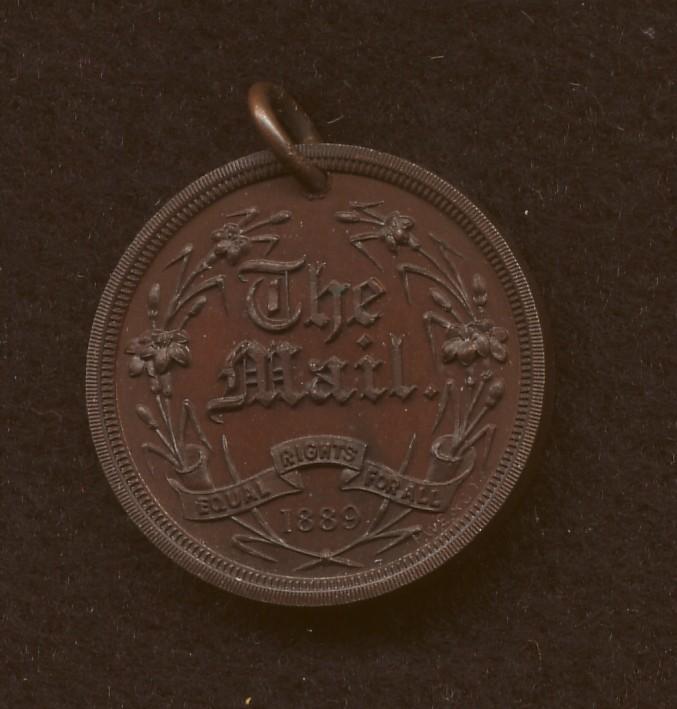 The
Mail.
EQUAL RIGHTS FOR ALL
1889